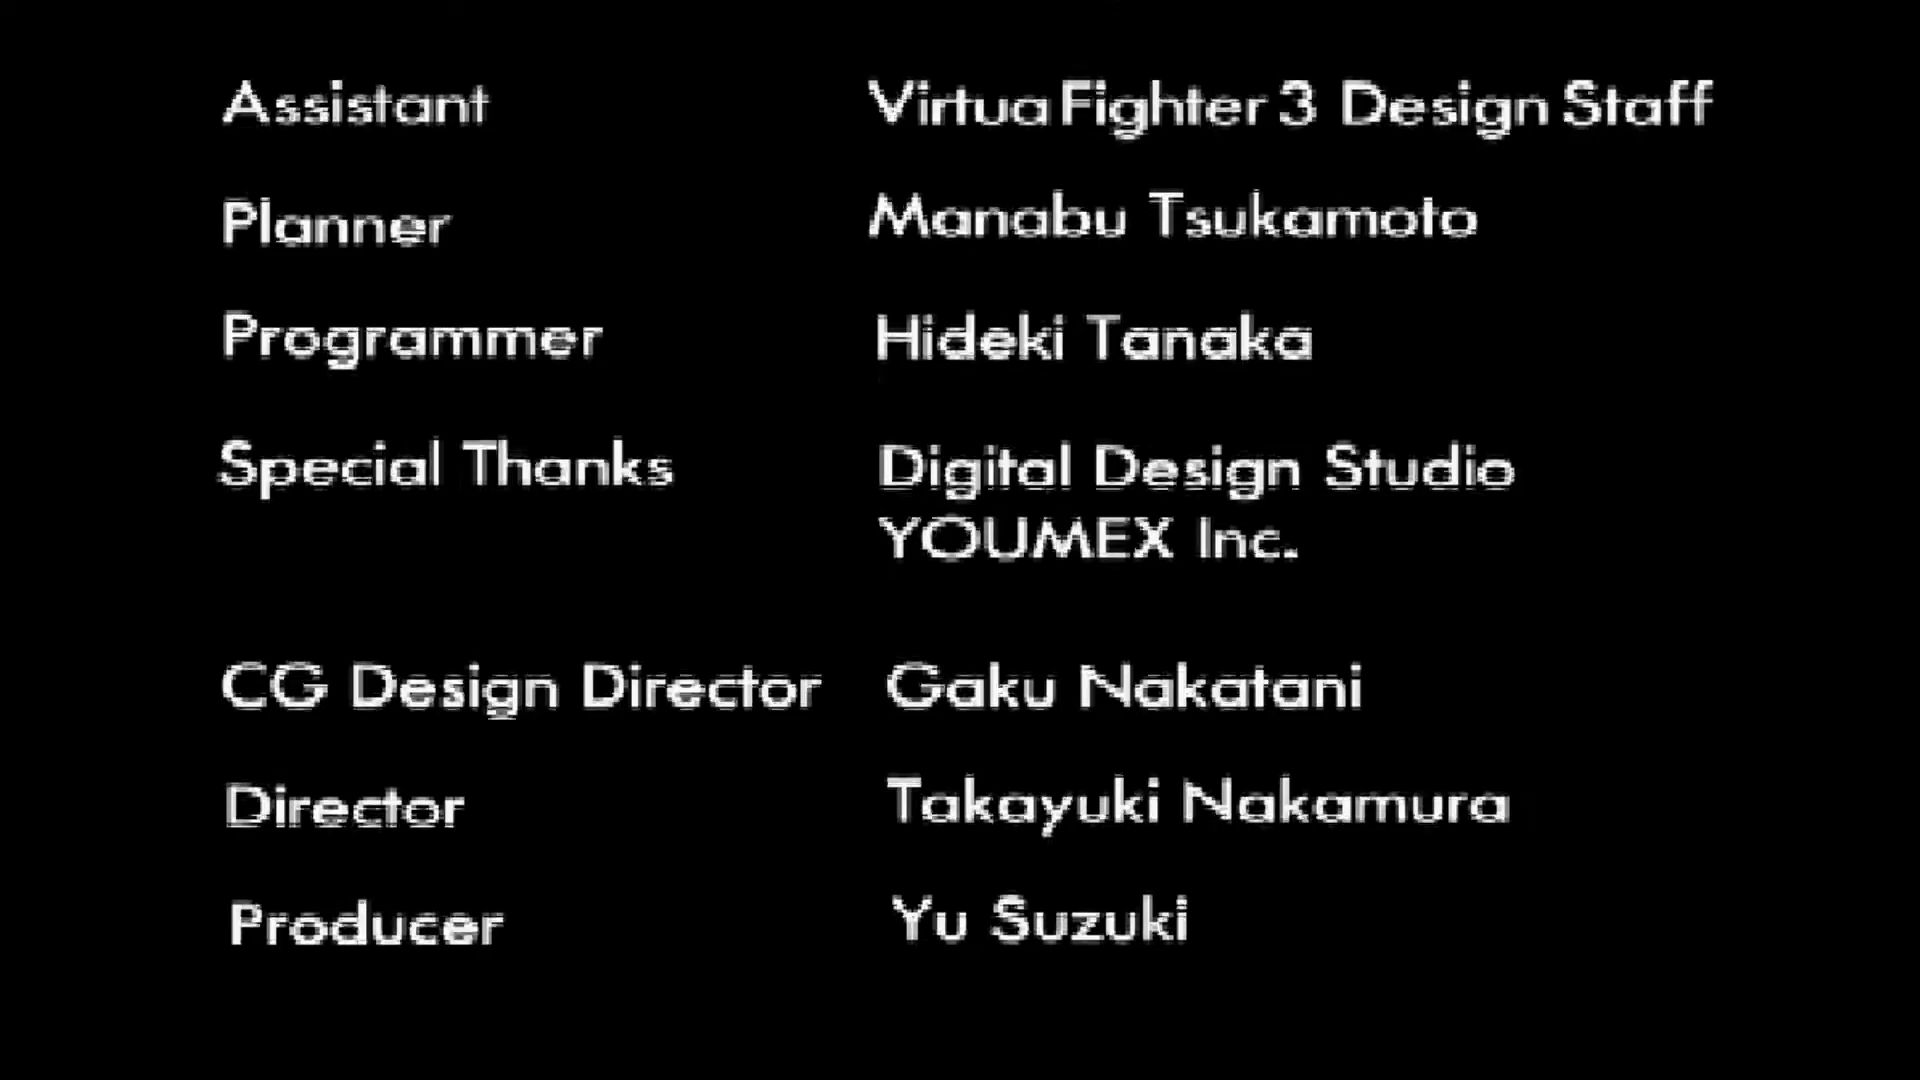 Assistant Virtua Fighter 3 Design Staff
Planner Manabu Tsukamoto
Programmer Hideki Tanaka
Special Thanks Digital Design Studio
YOUMEX Inc.
CG Design Director Gaku Nakatani
Director Takayuki Nakamura
Producer Yu Suzuki